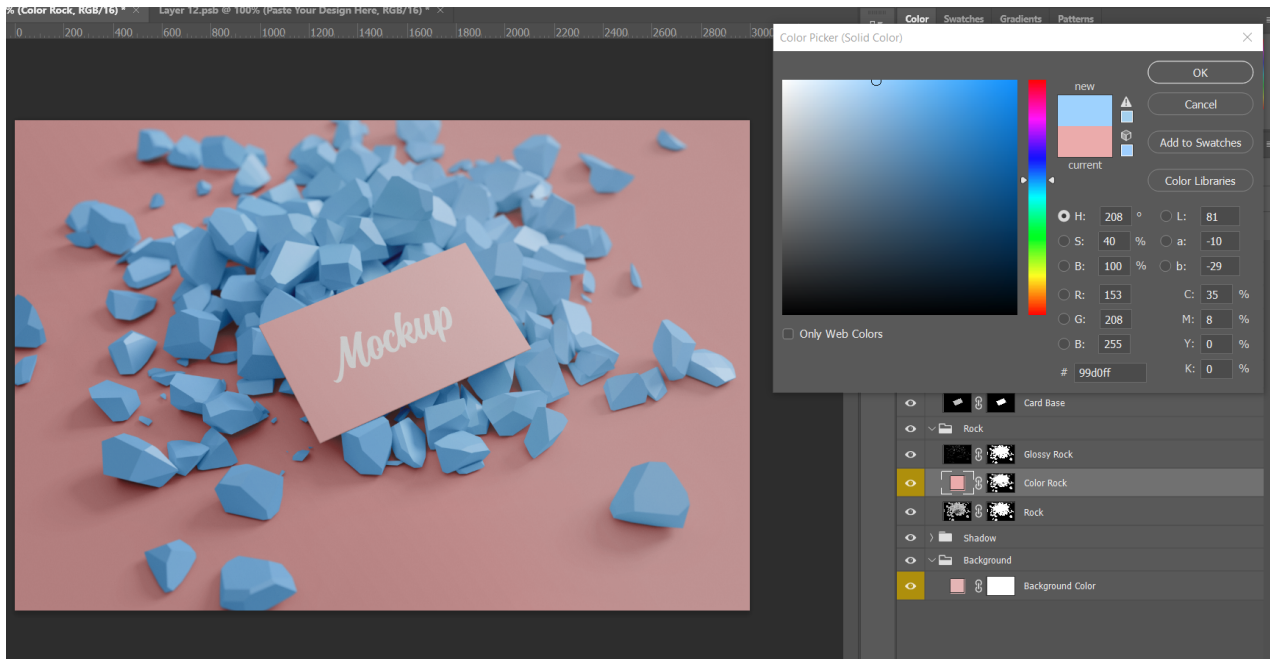 % (Color Rock, RGB/16) * ×
Layer 12.psb @ 100% (Paste Your Design Here, RGB/16) * ×
0 200 400 600 800 1000 1200 1400 1600 1800 2000 2200 2400 2600 2800 3000
Color Swatches Gradients Patterns
Color Picker (Solid Color)
new
current
OK
Cancel
Add to Swatches
Color Libraries
H: 208 °
S: 40 %
B: 100 %
R: 153
G: 208
B: 255
# 99d0ff
L: 81
a: -10
b: -29
C: 35 %
M: 8 %
Y: 0 %
K: 0 %
Only Web Colors
Mockup
Card Base
Rock
Glossy Rock
Color Rock
Rock
Shadow
Background
Background Color